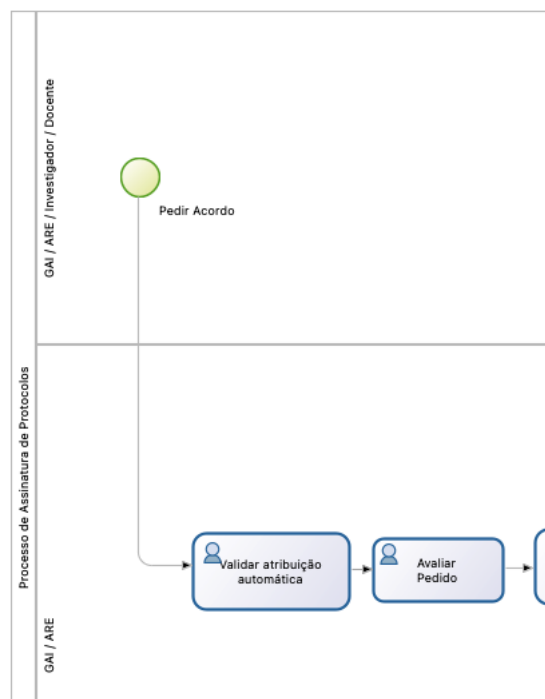 Processo de Assinatura de Protocolos
GAI / ARE / Investigador / Docente
Pedir Acordo
GAI / ARE
Validar atribuição
automática
Avaliar
Pedido